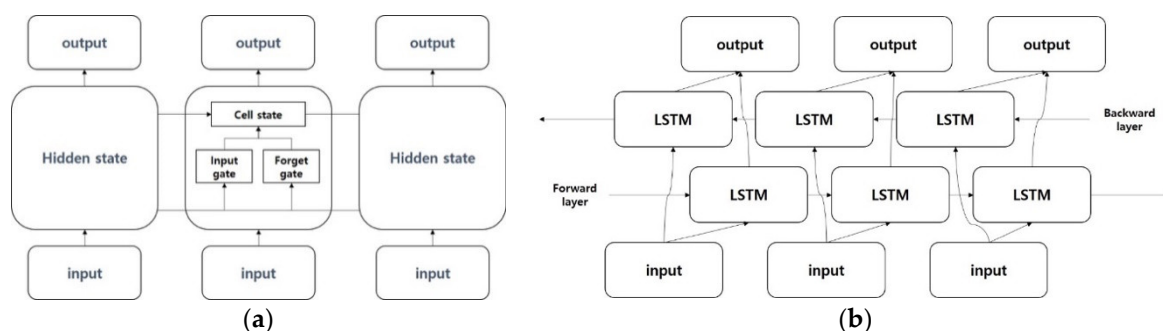 output
output
output
Cell state
Hidden state
Input
gate
Forget
gate
Hidden state
input
input
input
(a)
output
output
output
LSTM
LSTM
LSTM
Backward
layer
Forward
layer
LSTM
LSTM
LSTM
input
input
input
(b)